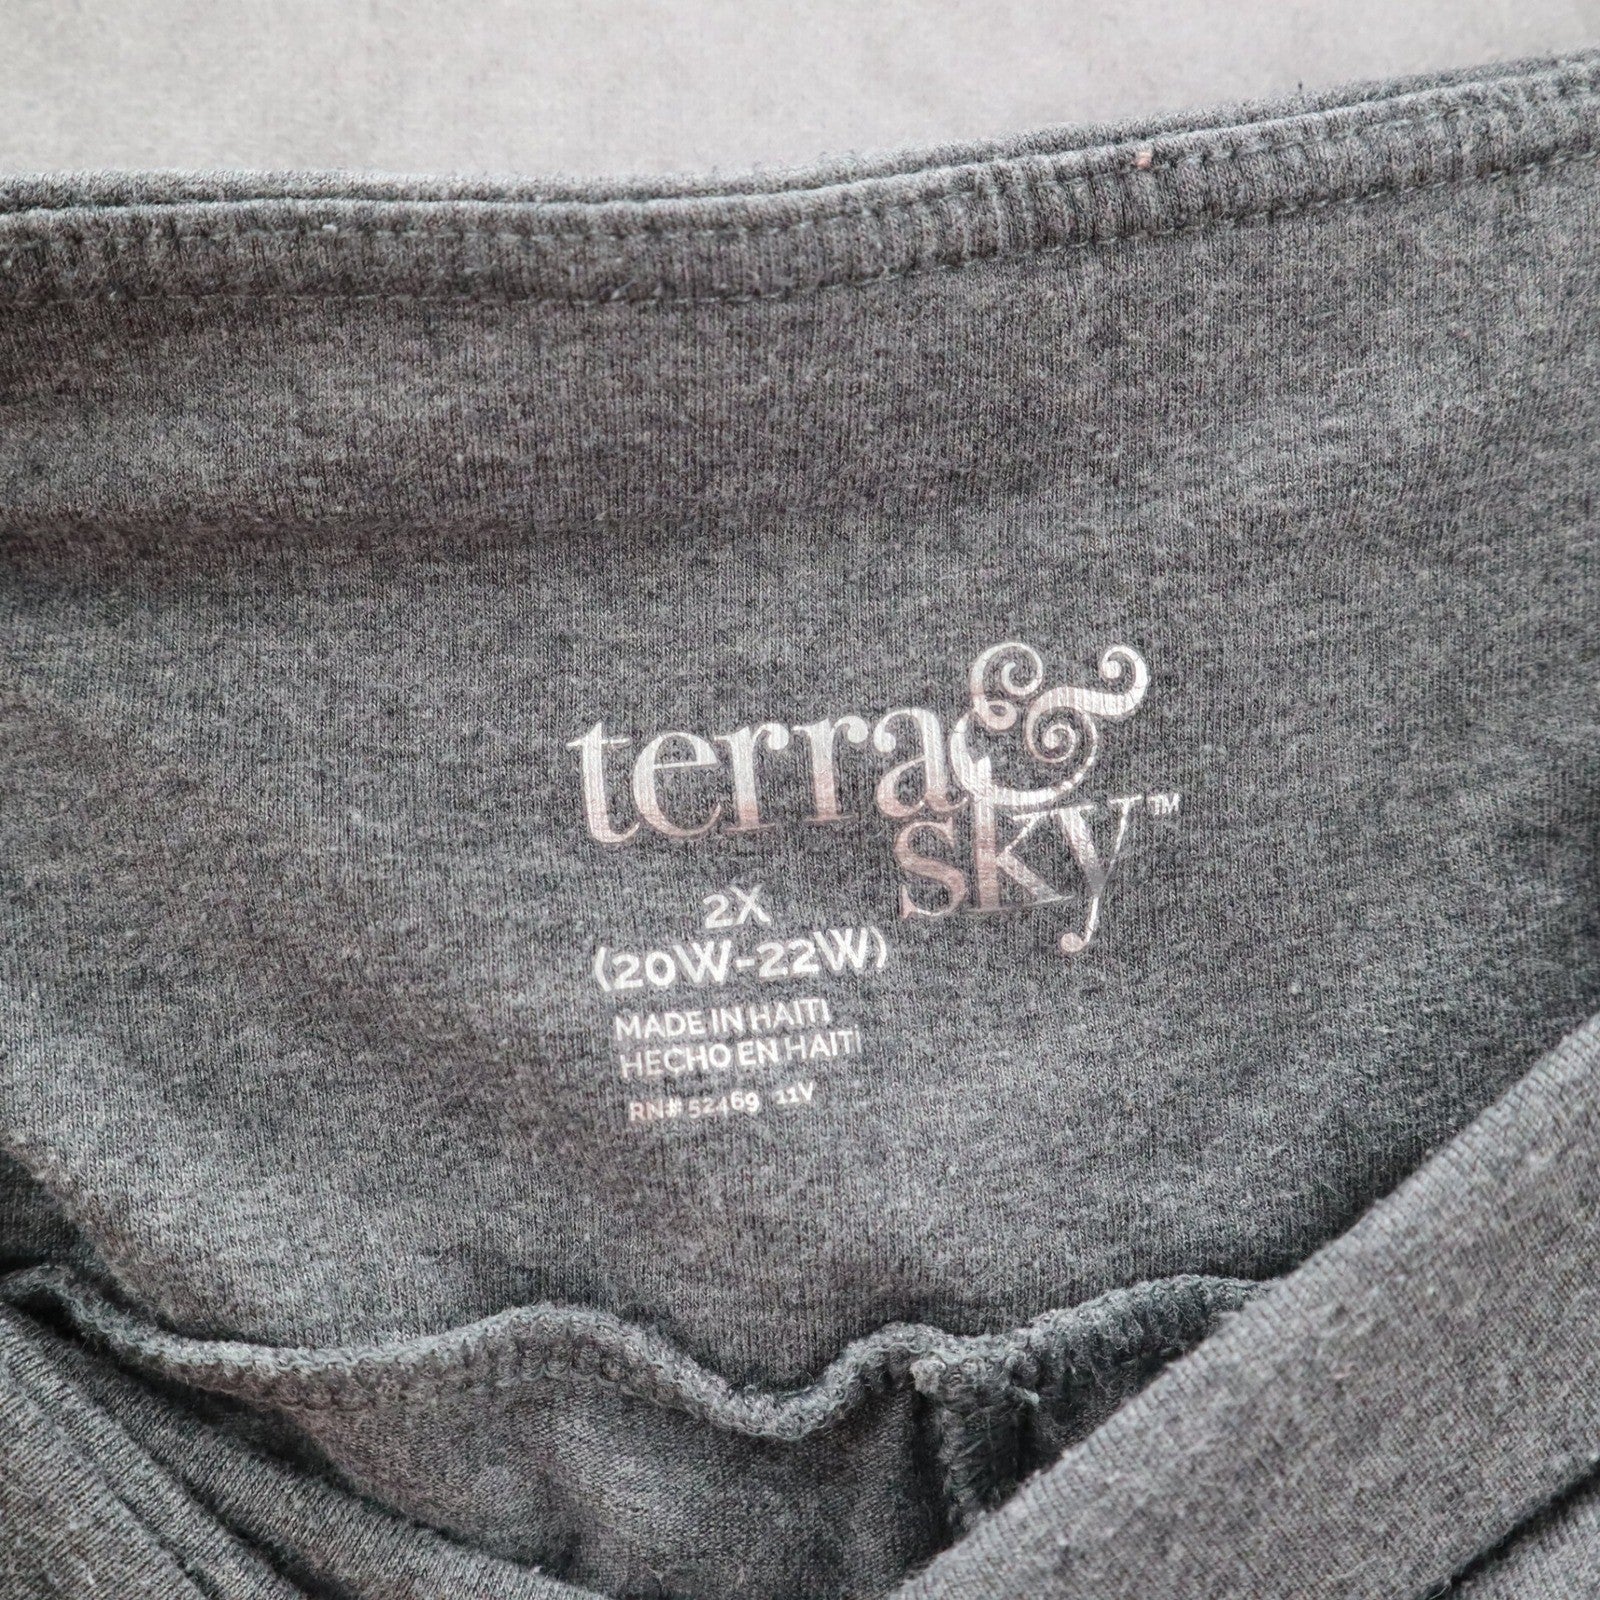 terra &
sky™
2X
(20W-22W)
MADE IN HAITI
HECHO EN HAITI
RN# 52469 11V